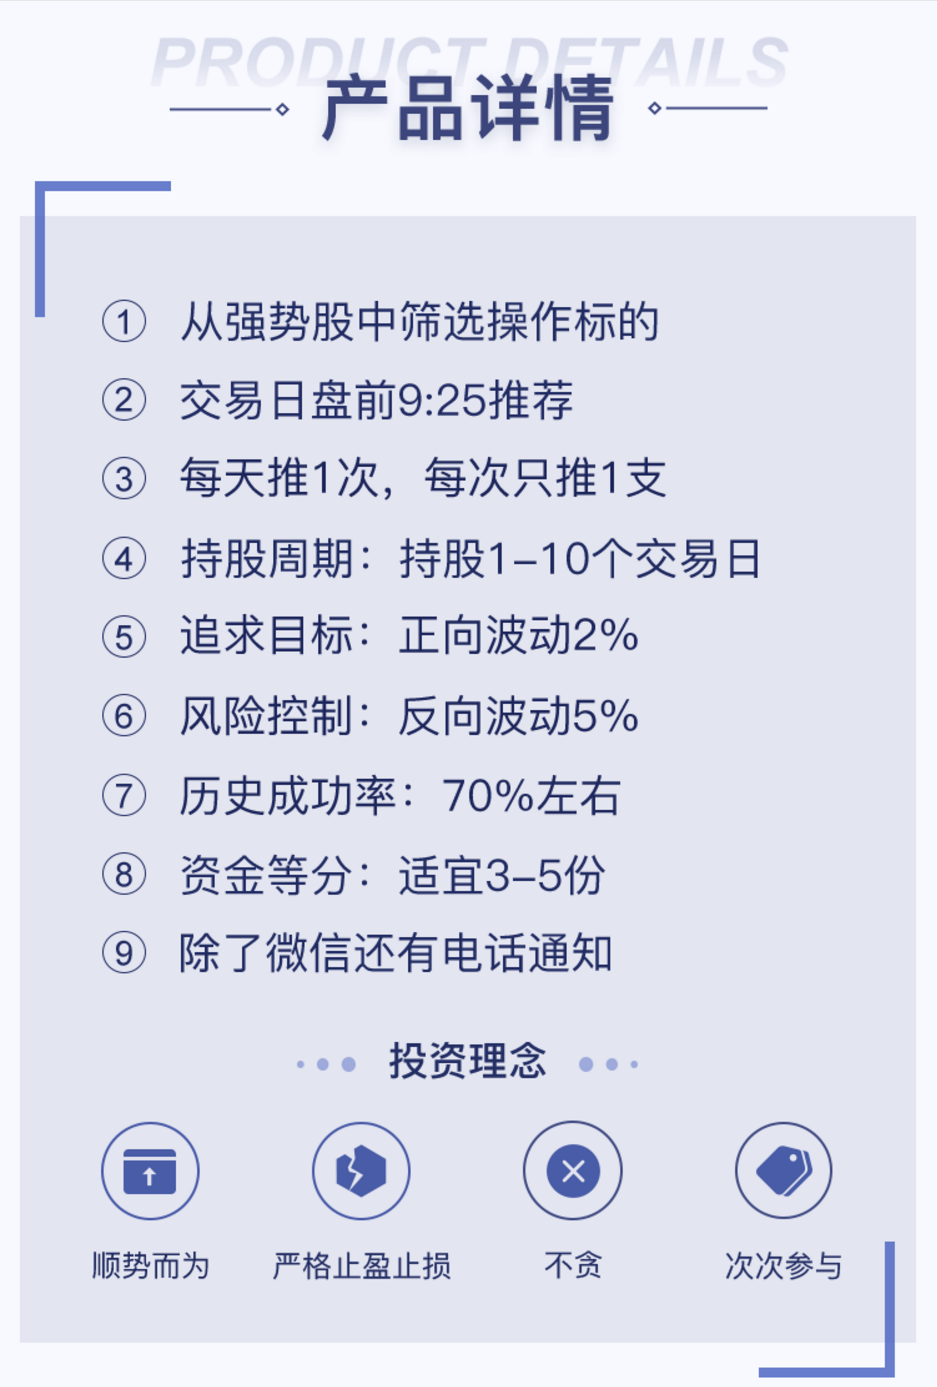 PRODUCT DETAILS
产品详情
① 从强势股中筛选操作标的
② 交易日盘前9:25推荐
③ 每天推1次，每次只推1支
④ 持股周期：持股1-10个交易日
⑤ 追求目标：正向波动2%
⑥ 风险控制：反向波动5%
⑦ 历史成功率：70%左右
⑧ 资金等分：适宜3-5份
⑨ 除了微信还有电话通知
投资理念
顺势而为 严格止盈止损 不贪 次次参与